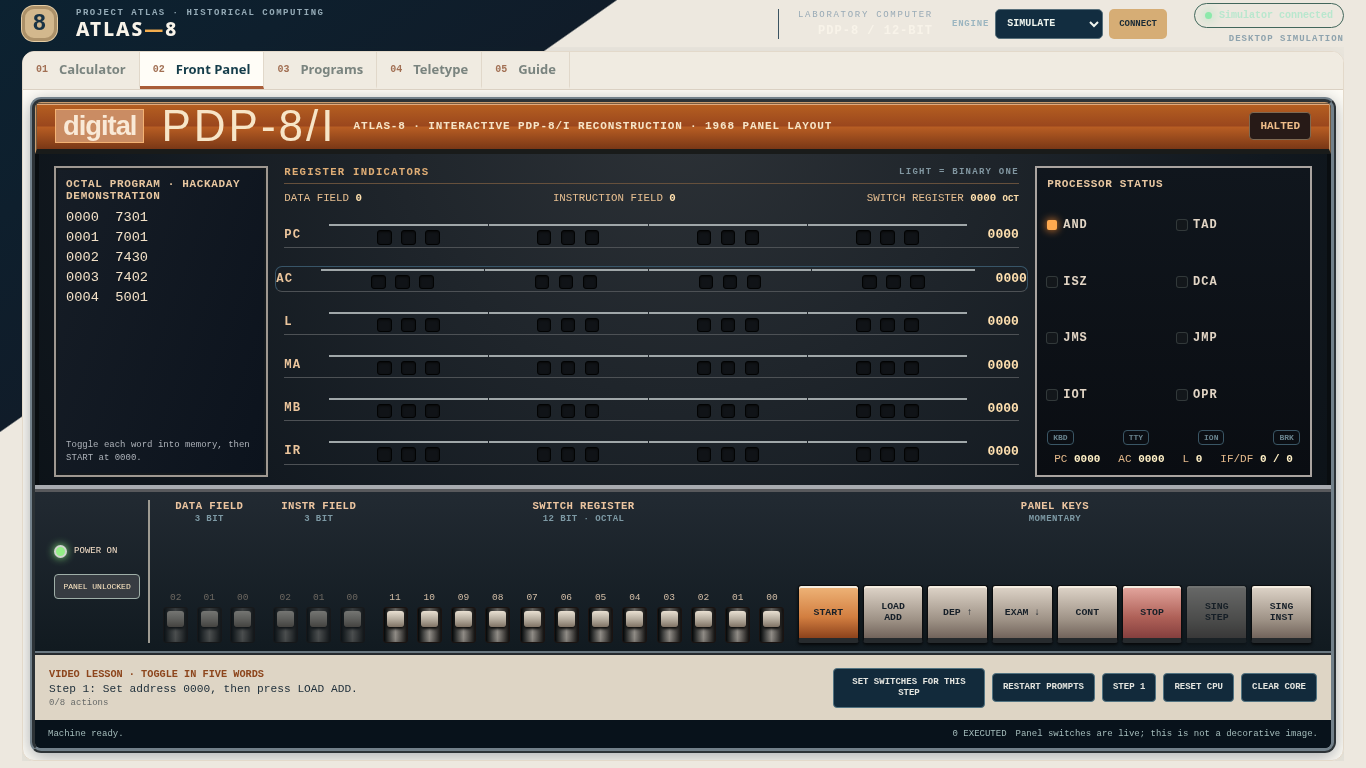 8
PROJECT ATLAS · HISTORICAL COMPUTING
ATLAS—8
LABORATORY COMPUTER
PDP-8 / 12-BIT
ENGINE
SIMULATE
CONNECT
Simulator connected
DESKTOP SIMULATION
01 Calculator
02 Front Panel
03 Programs
04 Teletype
05 Guide
digital
PDP-8/I
ATLAS-8 · INTERACTIVE PDP-8/I RECONSTRUCTION · 1968 PANEL LAYOUT
HALTED
OCTAL PROGRAM · HACKADAY
DEMONSTRATION
0000 7301
0001 7001
0002 7430
0003 7402
0004 5001
Toggle each word into memory, then
START at 0000.
REGISTER INDICATORS
LIGHT = BINARY ONE
DATA FIELD 0
INSTRUCTION FIELD 0
SWITCH REGISTER 0000 OCT
PC 0000
AC 0000
L 0000
MA 0000
MB 0000
IR 0000
PROCESSOR STATUS
AND TAD
ISZ DCA
JMS JMP
IOT OPR
KBD TTY ION BRK
PC 0000 AC 0000 L 0 IF/DF 0 / 0
POWER ON
PANEL UNLOCKED
DATA FIELD
3 BIT
02 01 00
INSTR FIELD
3 BIT
02 01 00
SWITCH REGISTER
12 BIT · OCTAL
11 10 09 08 07 06 05 04 03 02 01 00
PANEL KEYS
MOMENTARY
START
LOAD
ADD
DEP ↑
EXAM ↓
CONT
STOP
SING
STEP
SING
INST
VIDEO LESSON · TOGGLE IN FIVE WORDS
Step 1: Set address 0000, then press LOAD ADD.
0/8 actions
SET SWITCHES FOR THIS
STEP
RESTART PROMPTS
STEP 1
RESET CPU
CLEAR CORE
Machine ready.
0 EXECUTED Panel switches are live; this is not a decorative image.